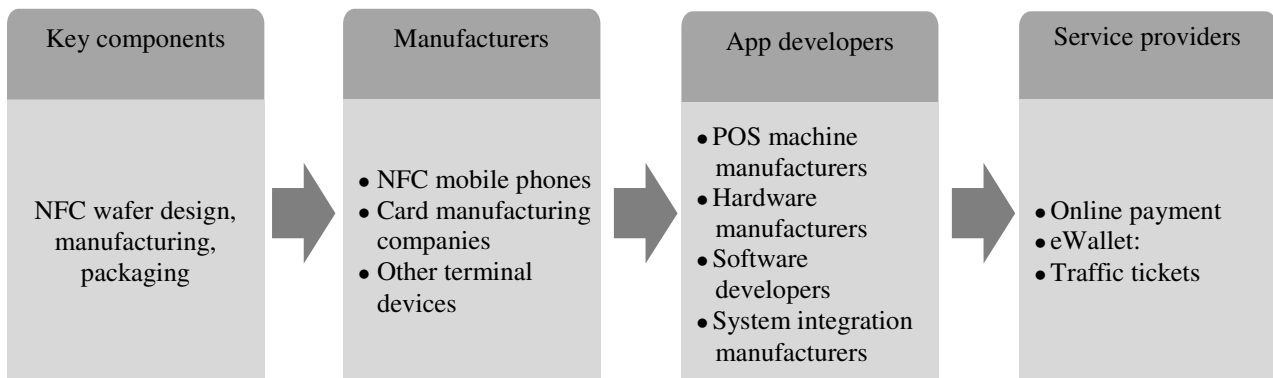 Key components
NFC wafer design,
manufacturing,
packaging
Manufacturers
• NFC mobile phones
• Card manufacturing
companies
• Other terminal
devices
App developers
• POS machine
manufacturers
• Hardware
manufacturers
• Software
developers
• System integration
manufacturers
Service providers
• Online payment
• eWallet:
• Traffic tickets